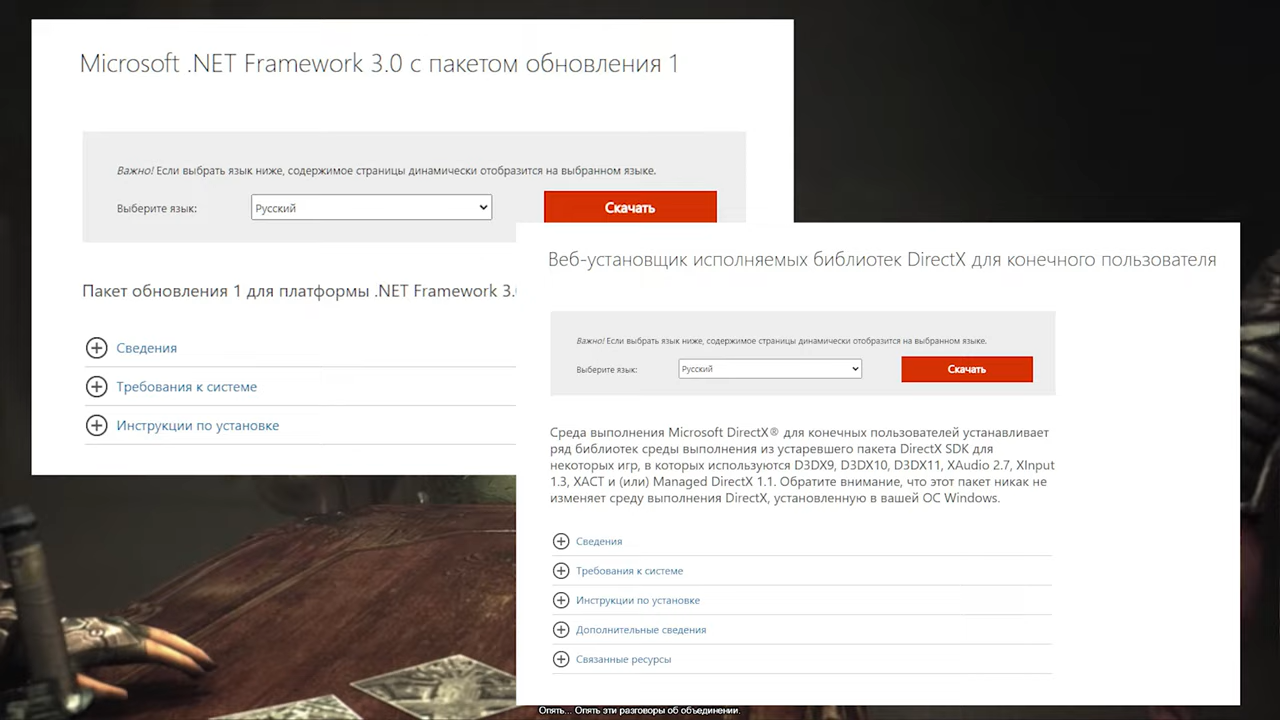 Microsoft .NET Framework 3.0 с пакетом обновления 1
Важно! Если выбрать язык ниже, содержимое страницы динамически отобразится на выбранном языке.
Выберите язык:
Русский
Скачать
Пакет обновления 1 для платформы .NET Framework 3.
Сведения
Требования к системе
Инструкции по установке
Веб-установщик исполняемых библиотек DirectX для конечного пользователя
Важно! Если выбрать язык ниже, содержимое страницы динамически отобразится на выбранном языке.
Выберите язык:
Русский
Скачать
Среда выполнения Microsoft DirectX® для конечных пользователей устанавливает
ряд библиотек среды выполнения из устаревшего пакета DirectX SDK для
некоторых игр, в которых используются D3DX9, D3DX10, D3DX11, XAudio 2.7, XInput
1.3, XACT и (или) Managed DirectX 1.1. Обратите внимание, что этот пакет никак не
изменяет среду выполнения DirectX, установленную в вашей ОС Windows.
Сведения
Требования к системе
Инструкции по установке
Дополнительные сведения
Связанные ресурсы
Опять... Опять эти разговоры об объединении.